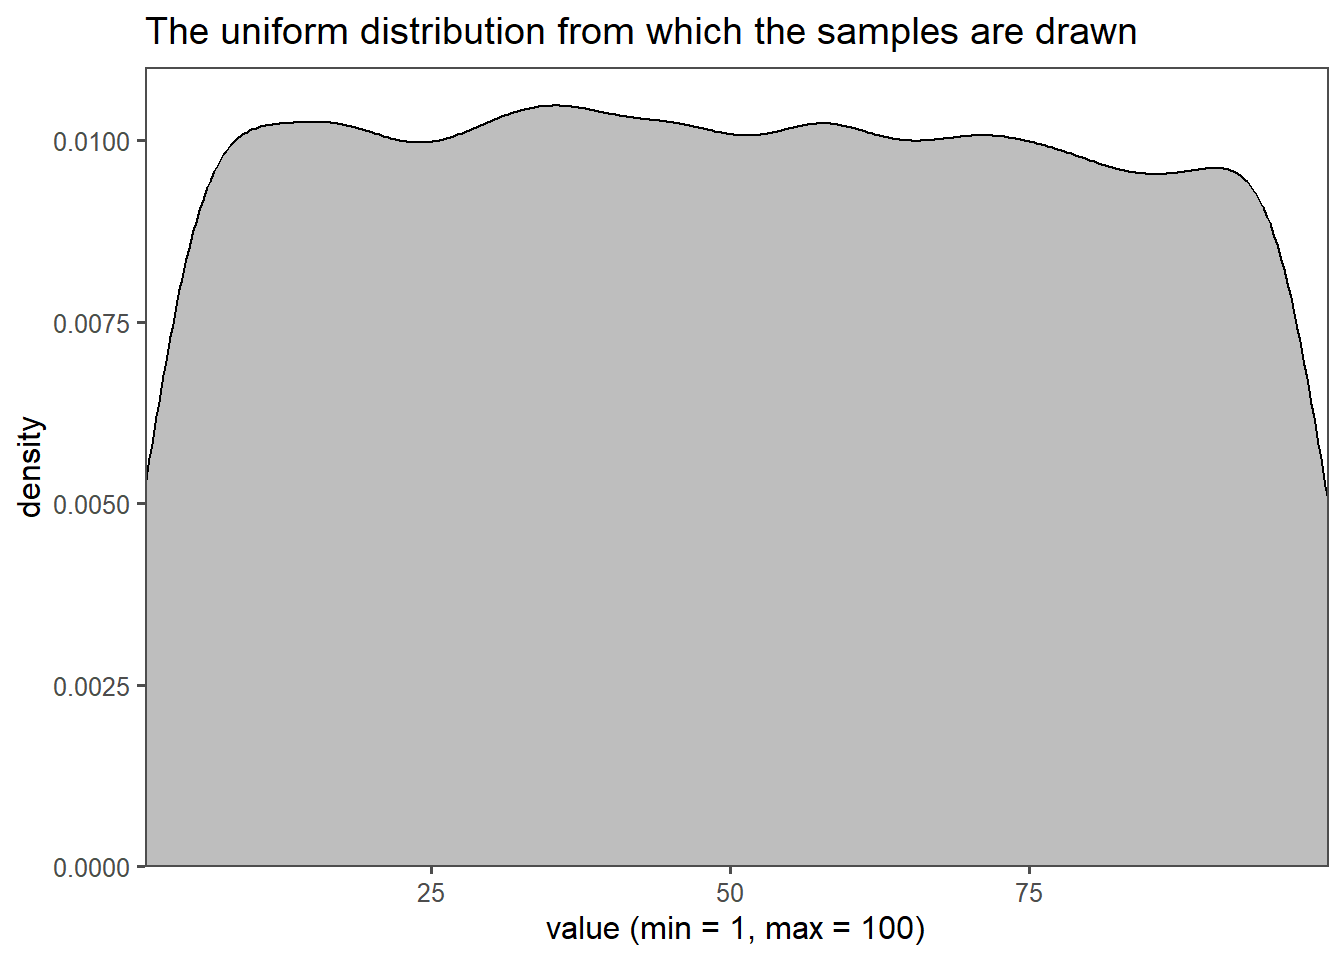 The uniform distribution from which the samples are drawn
0.0100
0.0075
density
0.0050
0.0025
0.0000
25 50 75
value (min = 1, max = 100)